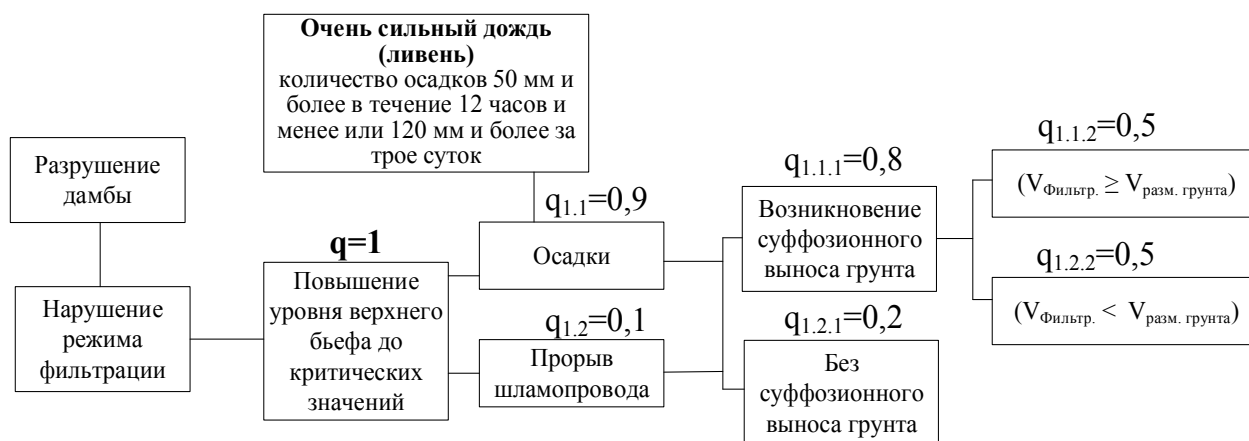 Очень сильный дождь
(ливень)
количество осадков 50 мм и
более в течение 12 часов и
менее или 120 мм и более за
трое суток
Разрушение
дамбы
Нарушение
режима
фильтрации
q=1
Повышение
уровня верхнего
бьефа до
критических
значений
q1.1=0,9
Осадки
q1.2=0,1
Прорыв
шламопровода
q1.1.1=0,8
Возникновение
суффозионного
выноса грунта
q1.2.1=0,2
Без
суффозионного
выноса грунта
q1.1.2=0,5
(VФильтр. ≥ Vразм. грунта)
q1.2.2=0,5
(VФильтр. < Vразм. грунта)